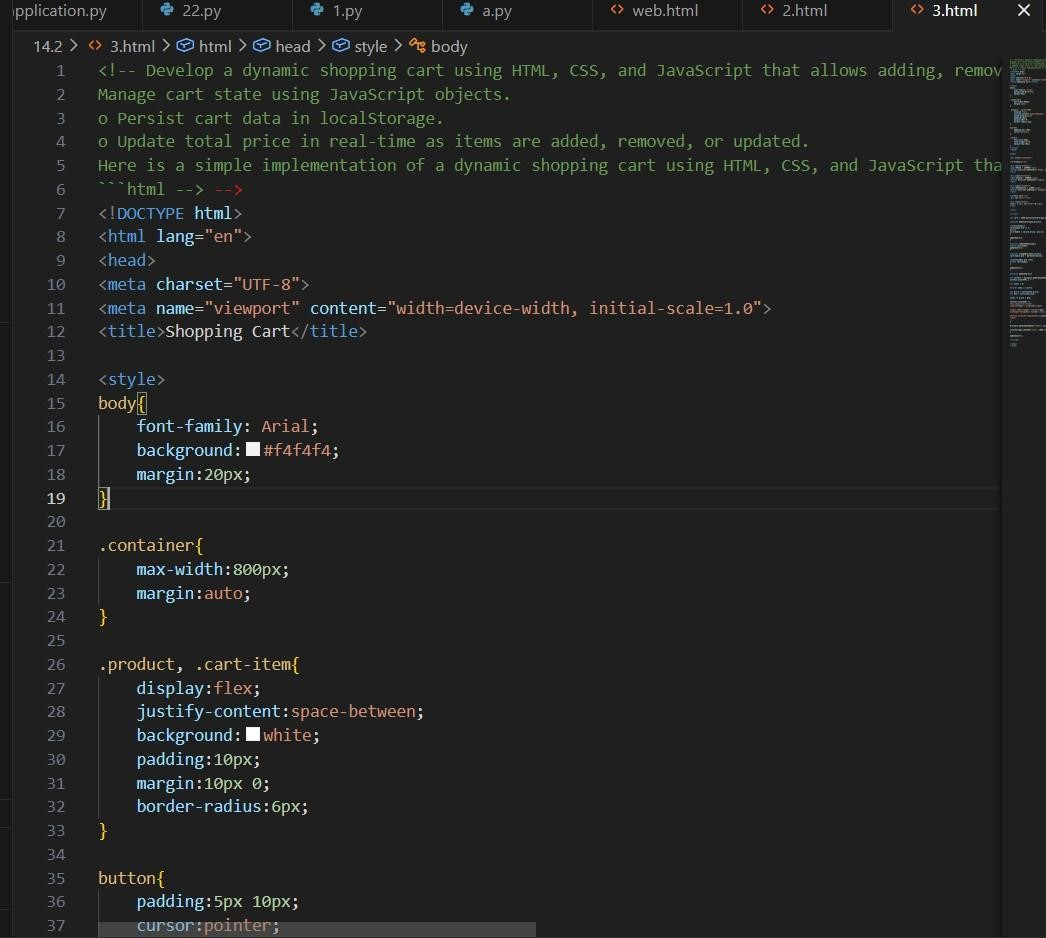 pplication.py 22.py 1.py a.py web.html 2.html 3.html
14.2 > 3.html > html > head > style > body
1 <!-- Develop a dynamic shopping cart using HTML, CSS, and JavaScript that allows adding, remov
2 Manage cart state using JavaScript objects.
3 o Persist cart data in localStorage.
4 o Update total price in real-time as items are added, removed, or updated.
5 Here is a simple implementation of a dynamic shopping cart using HTML, CSS, and JavaScript tha
6 ```html --> -->
7 <!DOCTYPE html>
8 <html lang="en">
9 <head>
10 <meta charset="UTF-8">
11 <meta name="viewport" content="width=device-width, initial-scale=1.0">
12 <title>Shopping Cart</title>
13
14 <style>
15 body{
16     font-family: Arial;
17     background:#f4f4f4;
18     margin:20px;
19 }
20
21 .container{
22     max-width:800px;
23     margin:auto;
24 }
25
26 .product, .cart-item{
27     display:flex;
28     justify-content:space-between;
29     background:white;
30     padding:10px;
31     margin:10px 0;
32     border-radius:6px;
33 }
34
35 button{
36     padding:5px 10px;
37     cursor:pointer;